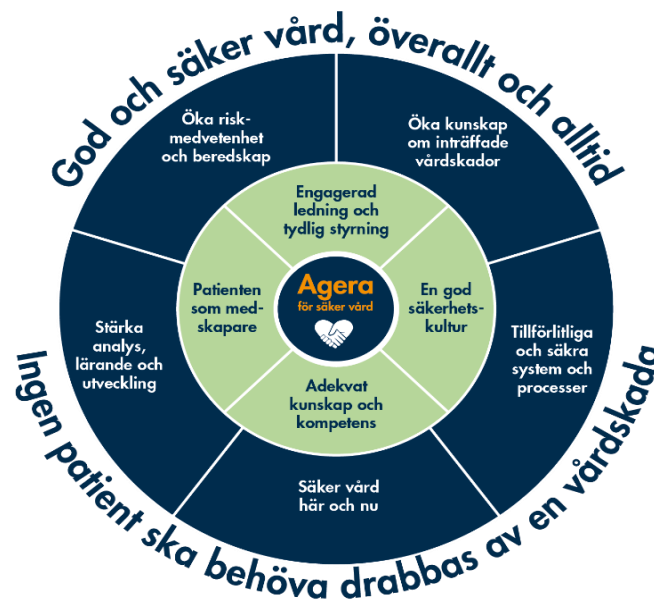 God och säker vård, överallt och alltid
Öka risk-
medvetenhet
och beredskap
Öka kunskap
om inträffade
vårdskador
Engagerad
ledning och
tydlig styrning
Patienten
som med-
skapare
Agera
för säker vård
En god
säkerhets-
kultur
Stärka
analys,
lärande och
utveckling
Tillförlitliga
och säkra
system och
processer
Adekvat
kunskap och
kompetens
Säker vård
här och nu
Ingen patient ska behöva drabbas av en vårdskada